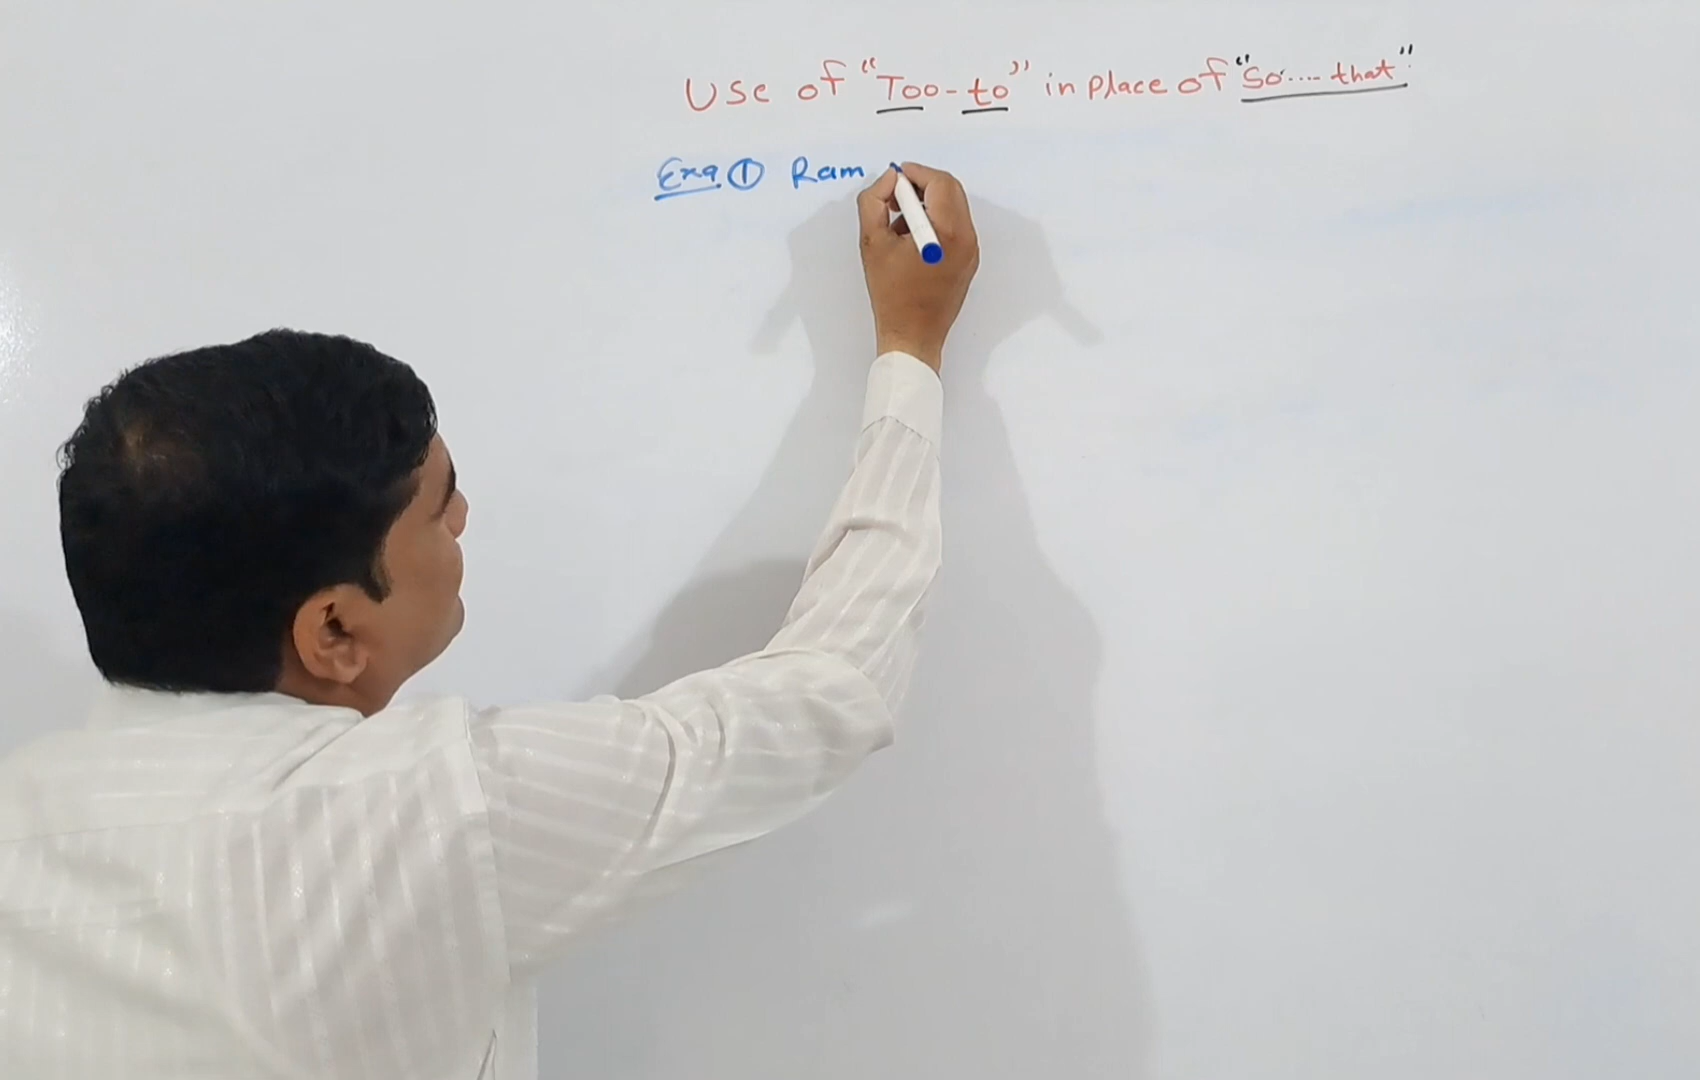 Use of "Too-to" in place of "So.... that"
Exa ① Ram